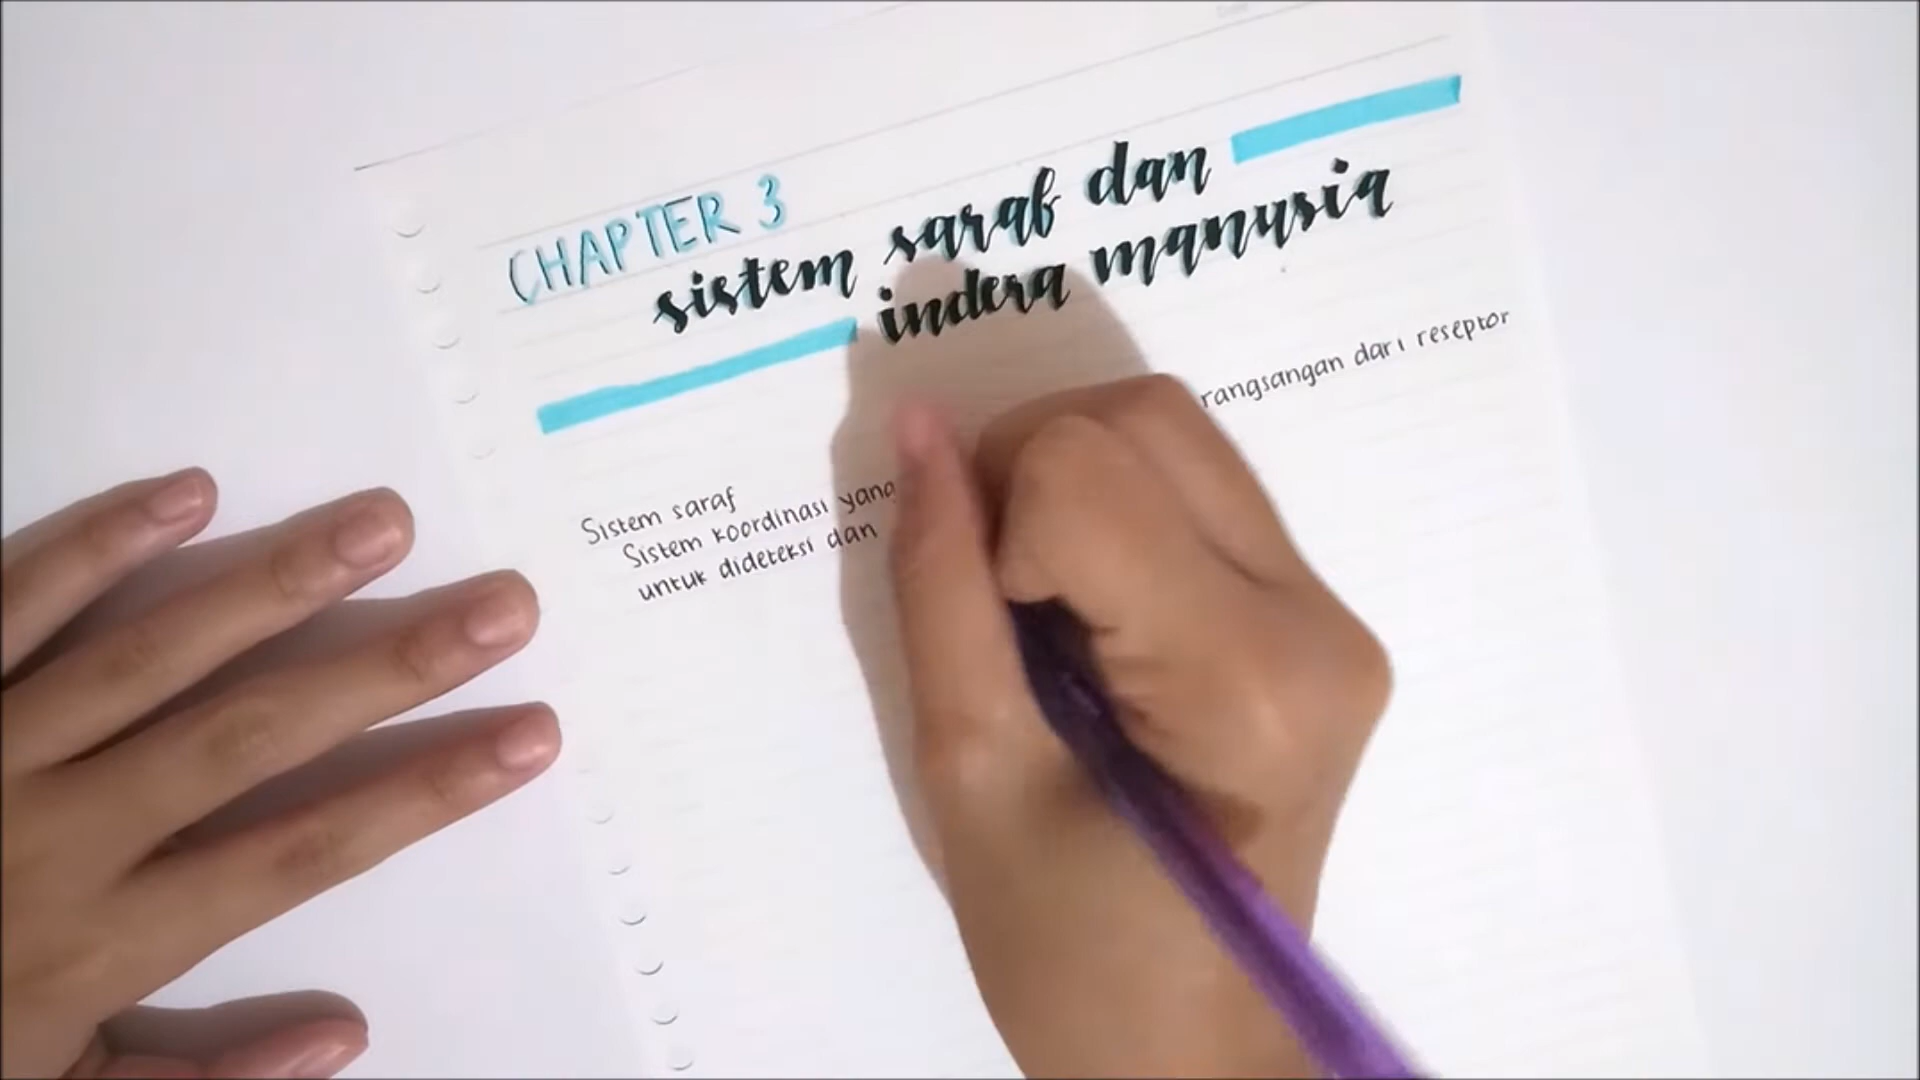 CHAPTER 3
sistem saraf dan
indera manusia
Sistem saraf
Sistem koordinasi yang rangsangan dari reseptor
untuk dideteksi dan